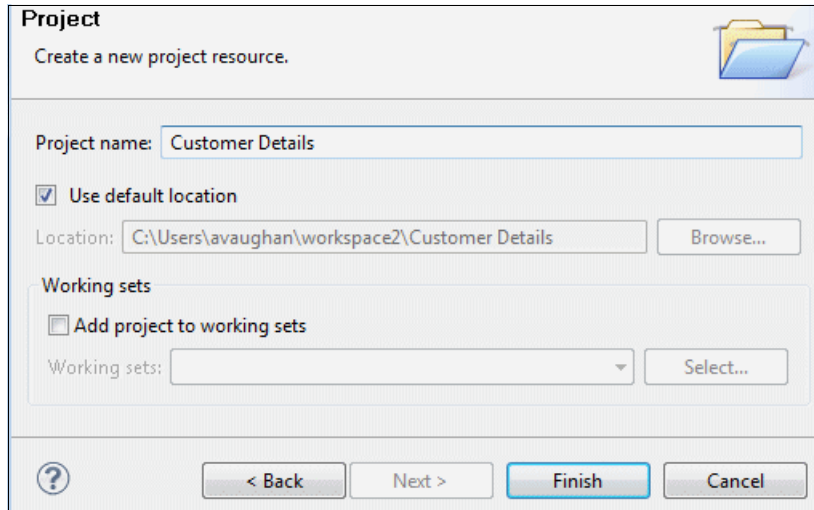 Project
Create a new project resource.
Project name: Customer Details
Use default location
Location: C:\Users\avaughan\workspace2\Customer Details Browse...
Working sets
Add project to working sets
Working sets: Select...
? < Back Next > Finish Cancel